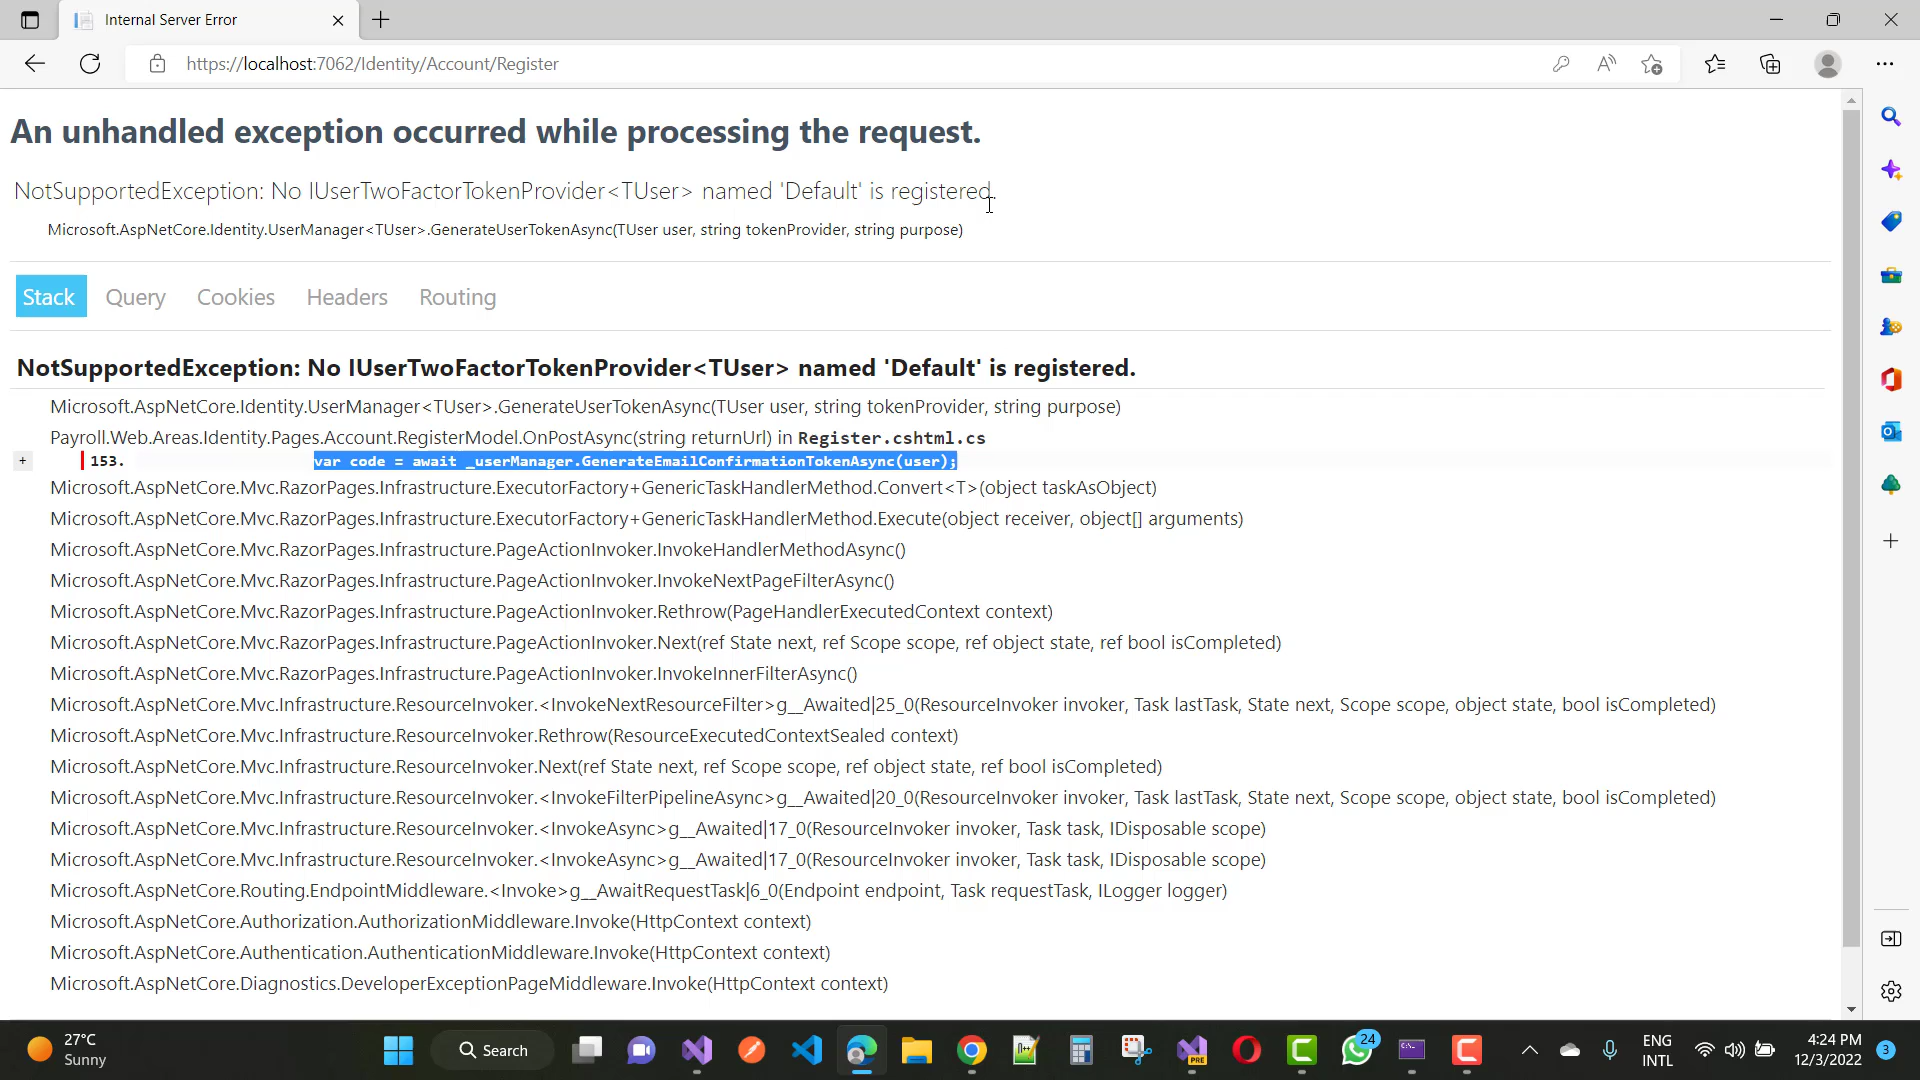 Internal Server Error
https://localhost:7062/Identity/Account/Register
An unhandled exception occurred while processing the request.
NotSupportedException: No IUserTwoFactorTokenProvider<TUser> named 'Default' is registered.
Microsoft.AspNetCore.Identity.UserManager<TUser>.GenerateUserTokenAsync(TUser user, string tokenProvider, string purpose)
Stack Query Cookies Headers Routing
NotSupportedException: No IUserTwoFactorTokenProvider<TUser> named 'Default' is registered.
Microsoft.AspNetCore.Identity.UserManager<TUser>.GenerateUserTokenAsync(TUser user, string tokenProvider, string purpose)
Payroll.Web.Areas.Identity.Pages.Account.RegisterModel.OnPostAsync(string returnUrl) in Register.cshtml.cs
+ 153. var code = await _userManager.GenerateEmailConfirmationTokenAsync(user);
Microsoft.AspNetCore.Mvc.RazorPages.Infrastructure.ExecutorFactory+GenericTaskHandlerMethod.Convert<T>(object taskAsObject)
Microsoft.AspNetCore.Mvc.RazorPages.Infrastructure.ExecutorFactory+GenericTaskHandlerMethod.Execute(object receiver, object[] arguments)
Microsoft.AspNetCore.Mvc.RazorPages.Infrastructure.PageActionInvoker.InvokeHandlerMethodAsync()
Microsoft.AspNetCore.Mvc.RazorPages.Infrastructure.PageActionInvoker.InvokeNextPageFilterAsync()
Microsoft.AspNetCore.Mvc.RazorPages.Infrastructure.PageActionInvoker.Rethrow(PageHandlerExecutedContext context)
Microsoft.AspNetCore.Mvc.RazorPages.Infrastructure.PageActionInvoker.Next(ref State next, ref Scope scope, ref object state, ref bool isCompleted)
Microsoft.AspNetCore.Mvc.RazorPages.Infrastructure.PageActionInvoker.InvokeInnerFilterAsync()
Microsoft.AspNetCore.Mvc.Infrastructure.ResourceInvoker.<InvokeNextResourceFilter>g__Awaited|25_0(ResourceInvoker invoker, Task lastTask, State next, Scope scope, object state, bool isCompleted)
Microsoft.AspNetCore.Mvc.Infrastructure.ResourceInvoker.Rethrow(ResourceExecutedContextSealed context)
Microsoft.AspNetCore.Mvc.Infrastructure.ResourceInvoker.Next(ref State next, ref Scope scope, ref object state, ref bool isCompleted)
Microsoft.AspNetCore.Mvc.Infrastructure.ResourceInvoker.<InvokeFilterPipelineAsync>g__Awaited|20_0(ResourceInvoker invoker, Task lastTask, State next, Scope scope, object state, bool isCompleted)
Microsoft.AspNetCore.Mvc.Infrastructure.ResourceInvoker.<InvokeAsync>g__Awaited|17_0(ResourceInvoker invoker, Task task, IDisposable scope)
Microsoft.AspNetCore.Mvc.Infrastructure.ResourceInvoker.<InvokeAsync>g__Awaited|17_0(ResourceInvoker invoker, Task task, IDisposable scope)
Microsoft.AspNetCore.Routing.EndpointMiddleware.<Invoke>g__AwaitRequestTask|6_0(Endpoint endpoint, Task requestTask, ILogger logger)
Microsoft.AspNetCore.Authorization.AuthorizationMiddleware.Invoke(HttpContext context)
Microsoft.AspNetCore.Authentication.AuthenticationMiddleware.Invoke(HttpContext context)
Microsoft.AspNetCore.Diagnostics.DeveloperExceptionPageMiddleware.Invoke(HttpContext context)
27°C
Sunny
Search
PRE
24
ENG
INTL
4:24 PM
12/3/2022
3